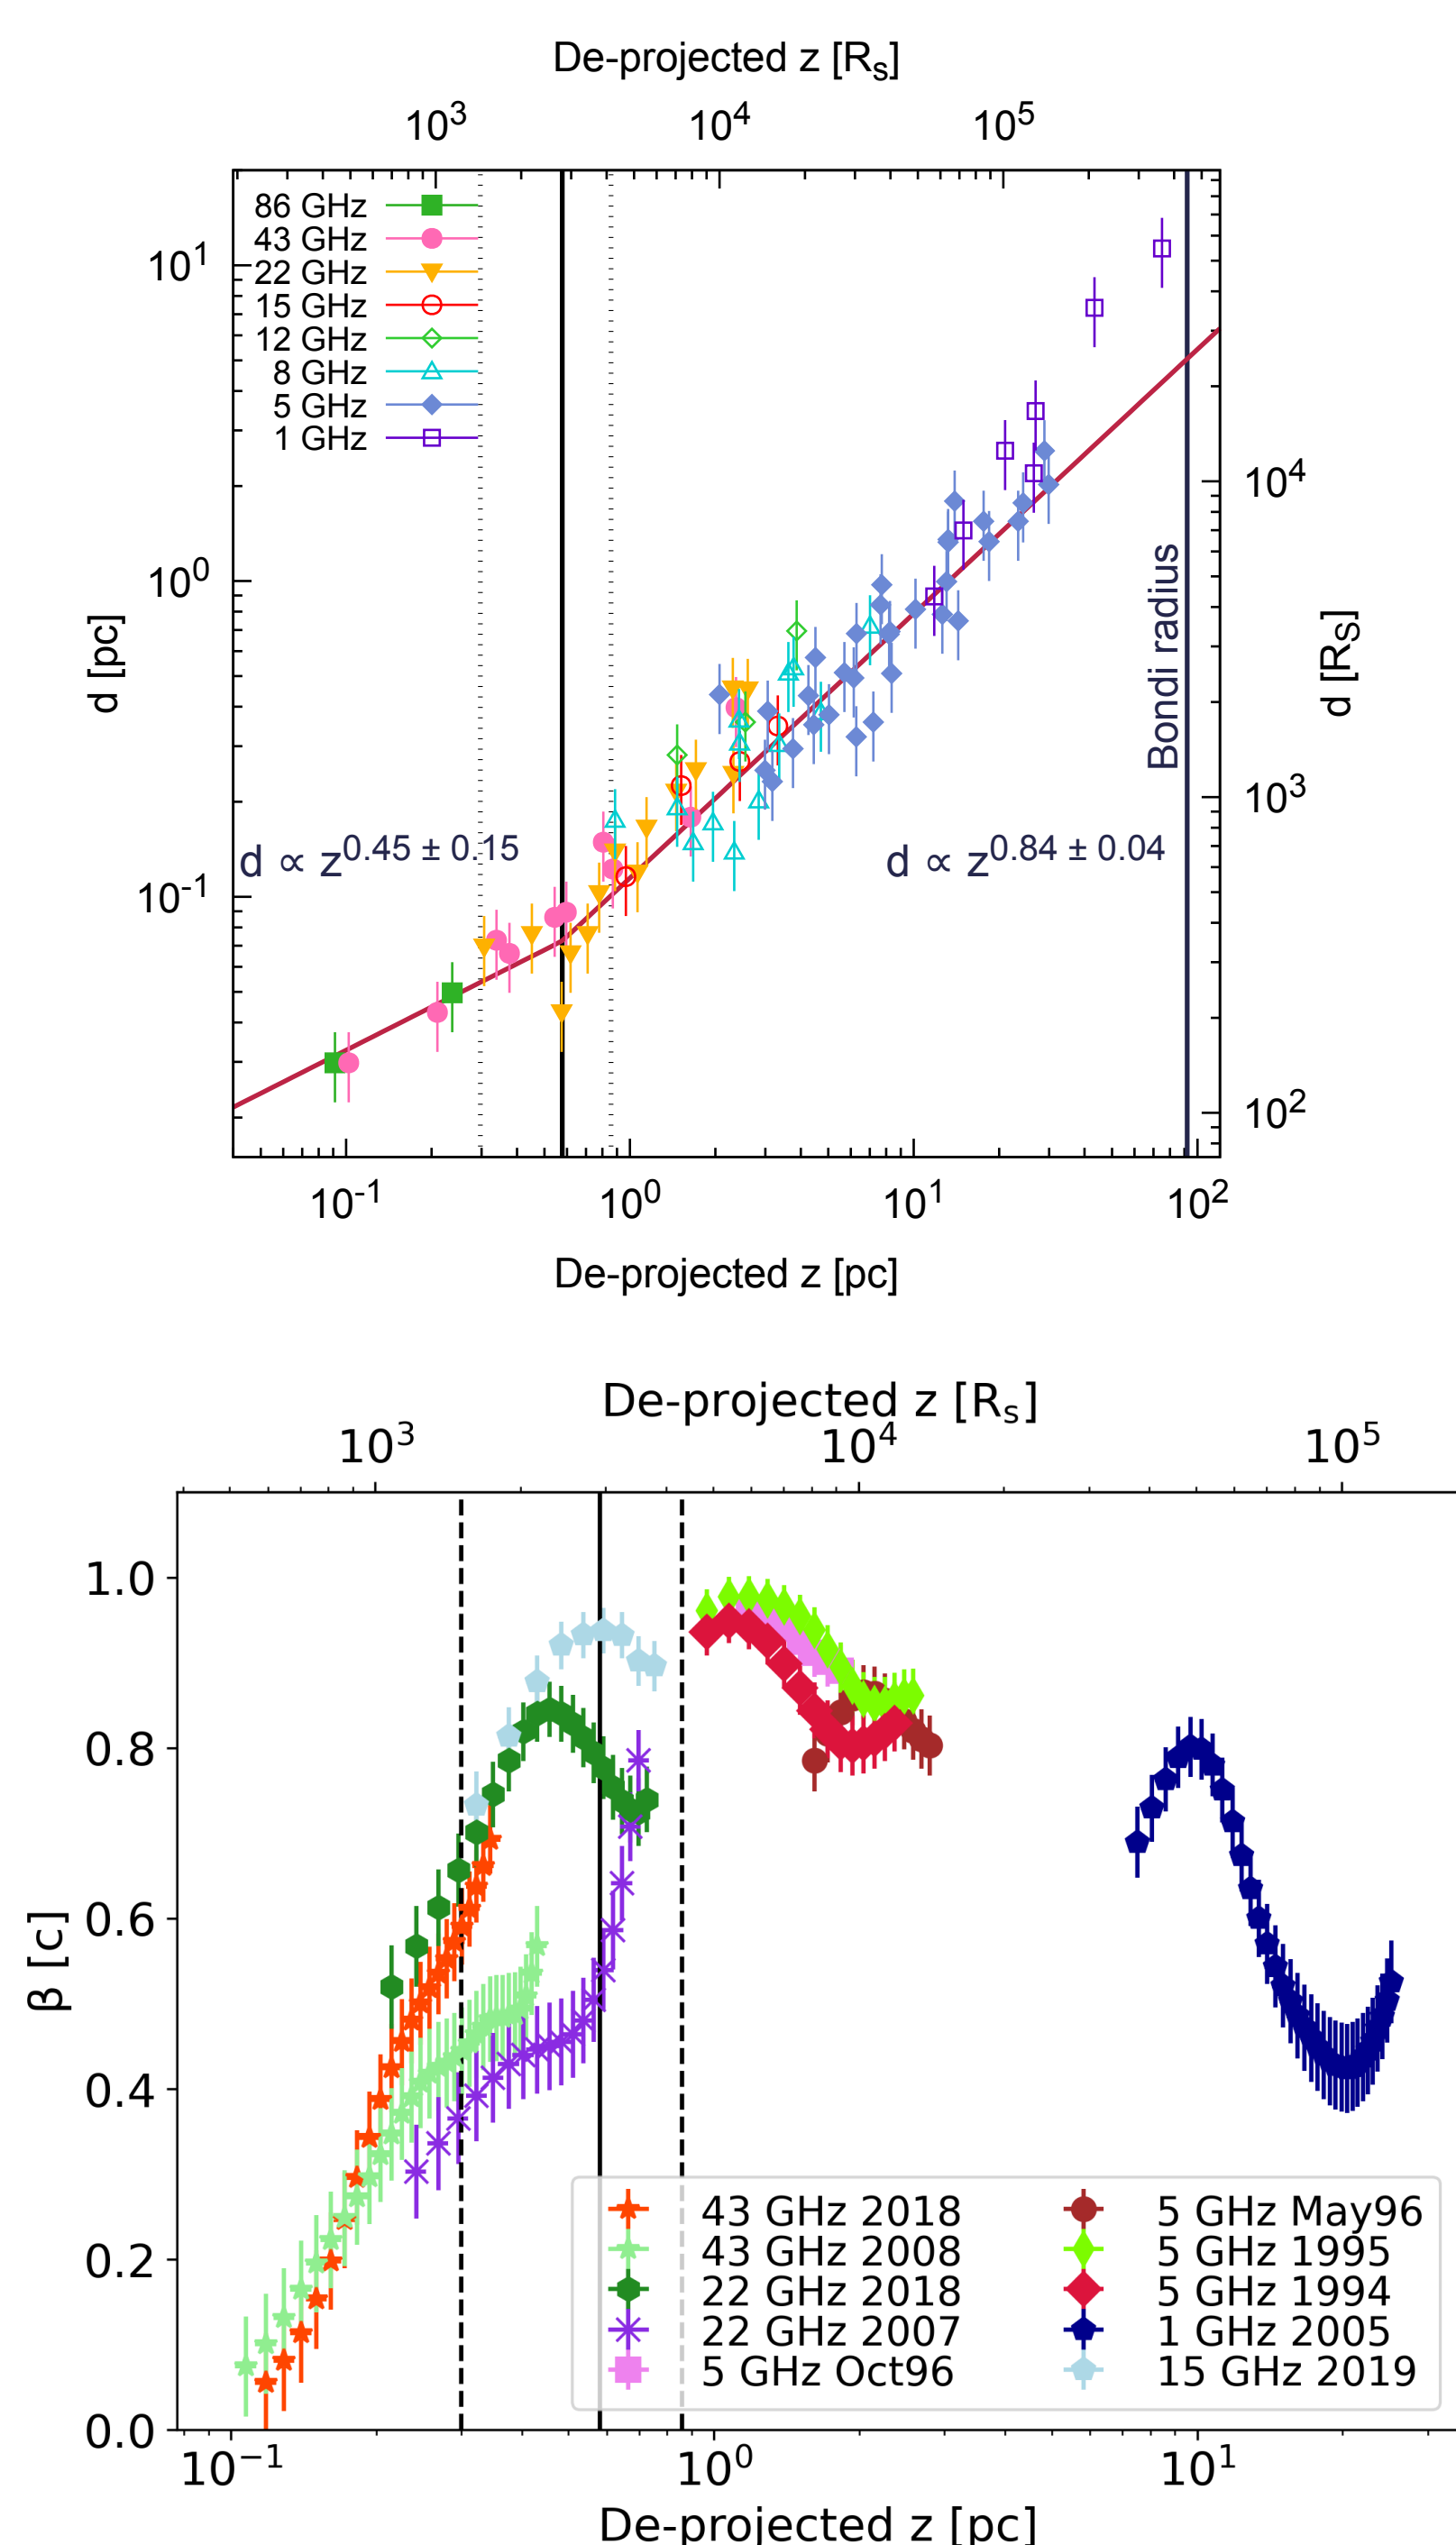 De-projected z [Rs]
10^3 10^4 10^5
86 GHz
43 GHz
22 GHz
15 GHz
12 GHz
8 GHz
5 GHz
1 GHz
10^1
10^0
10^-1
d [pc]
10^4
10^3
10^2
d [RS]
Bondi radius
d ∝ z^0.45 ± 0.15
d ∝ z^0.84 ± 0.04
10^-1 10^0 10^1 10^2
De-projected z [pc]
De-projected z [Rs]
10^3 10^4 10^5
1.0
0.8
0.6
0.4
0.2
0.0
β [c]
43 GHz 2018
43 GHz 2008
22 GHz 2018
22 GHz 2007
5 GHz Oct96
5 GHz May96
5 GHz 1995
5 GHz 1994
1 GHz 2005
15 GHz 2019
10^−1 10^0 10^1
De-projected z [pc]